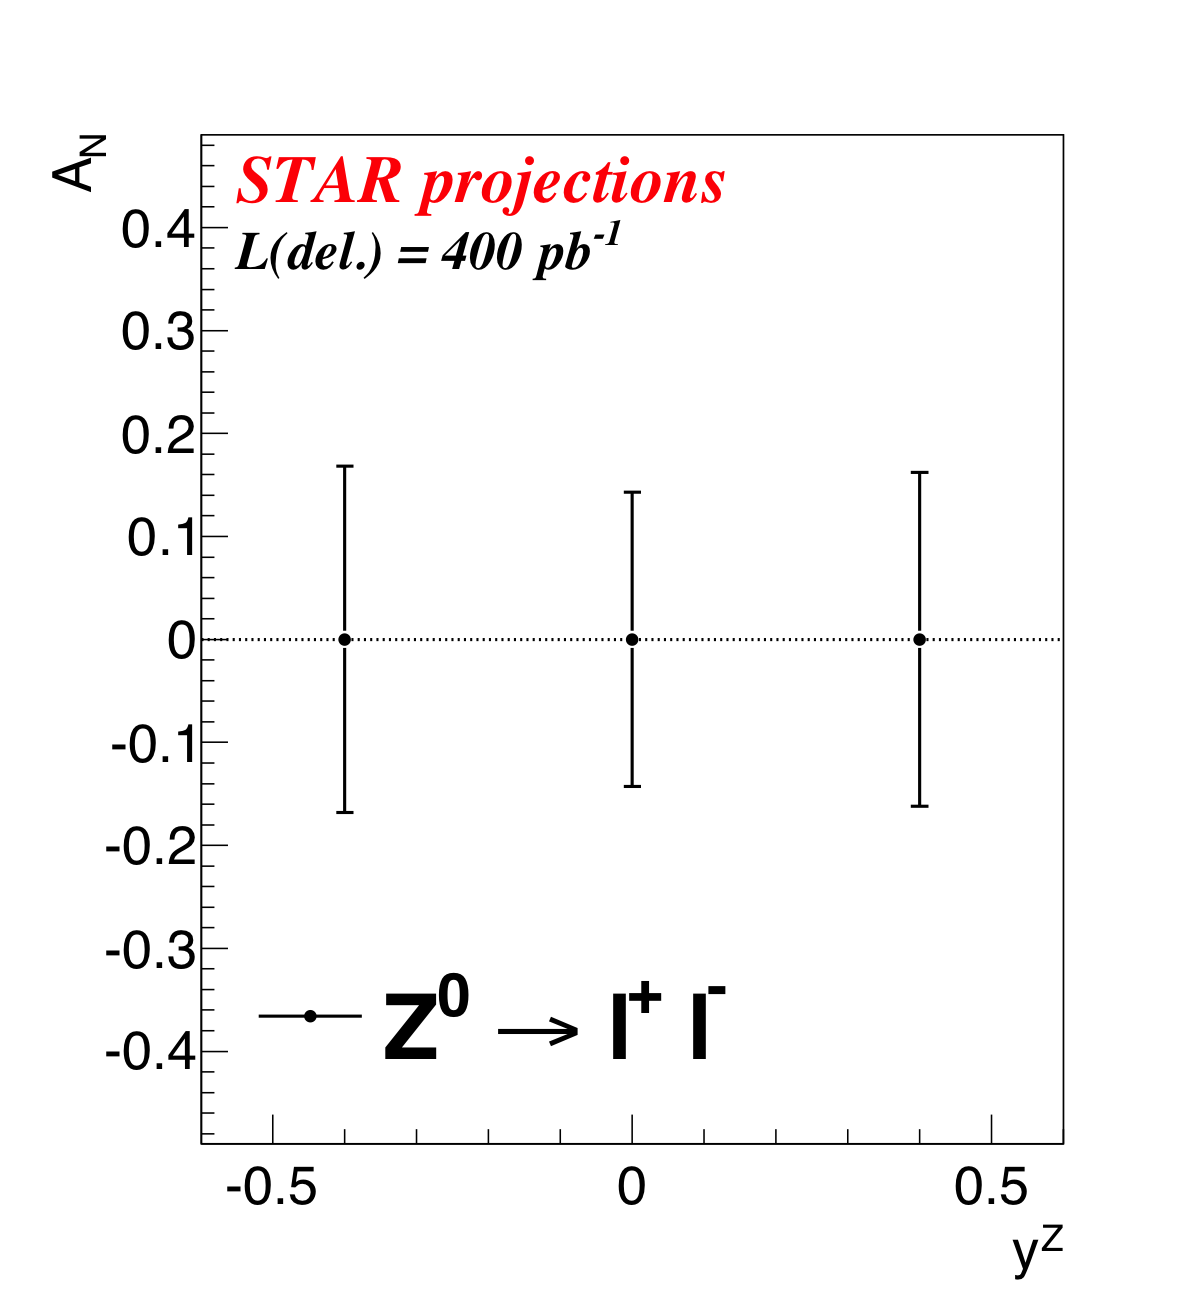 A_N
STAR projections
L(del.) = 400 pb^-1
0.4
0.3
0.2
0.1
0
-0.1
-0.2
-0.3
-0.4
Z^0 → l^+ l^-
-0.5 0 0.5
y^Z